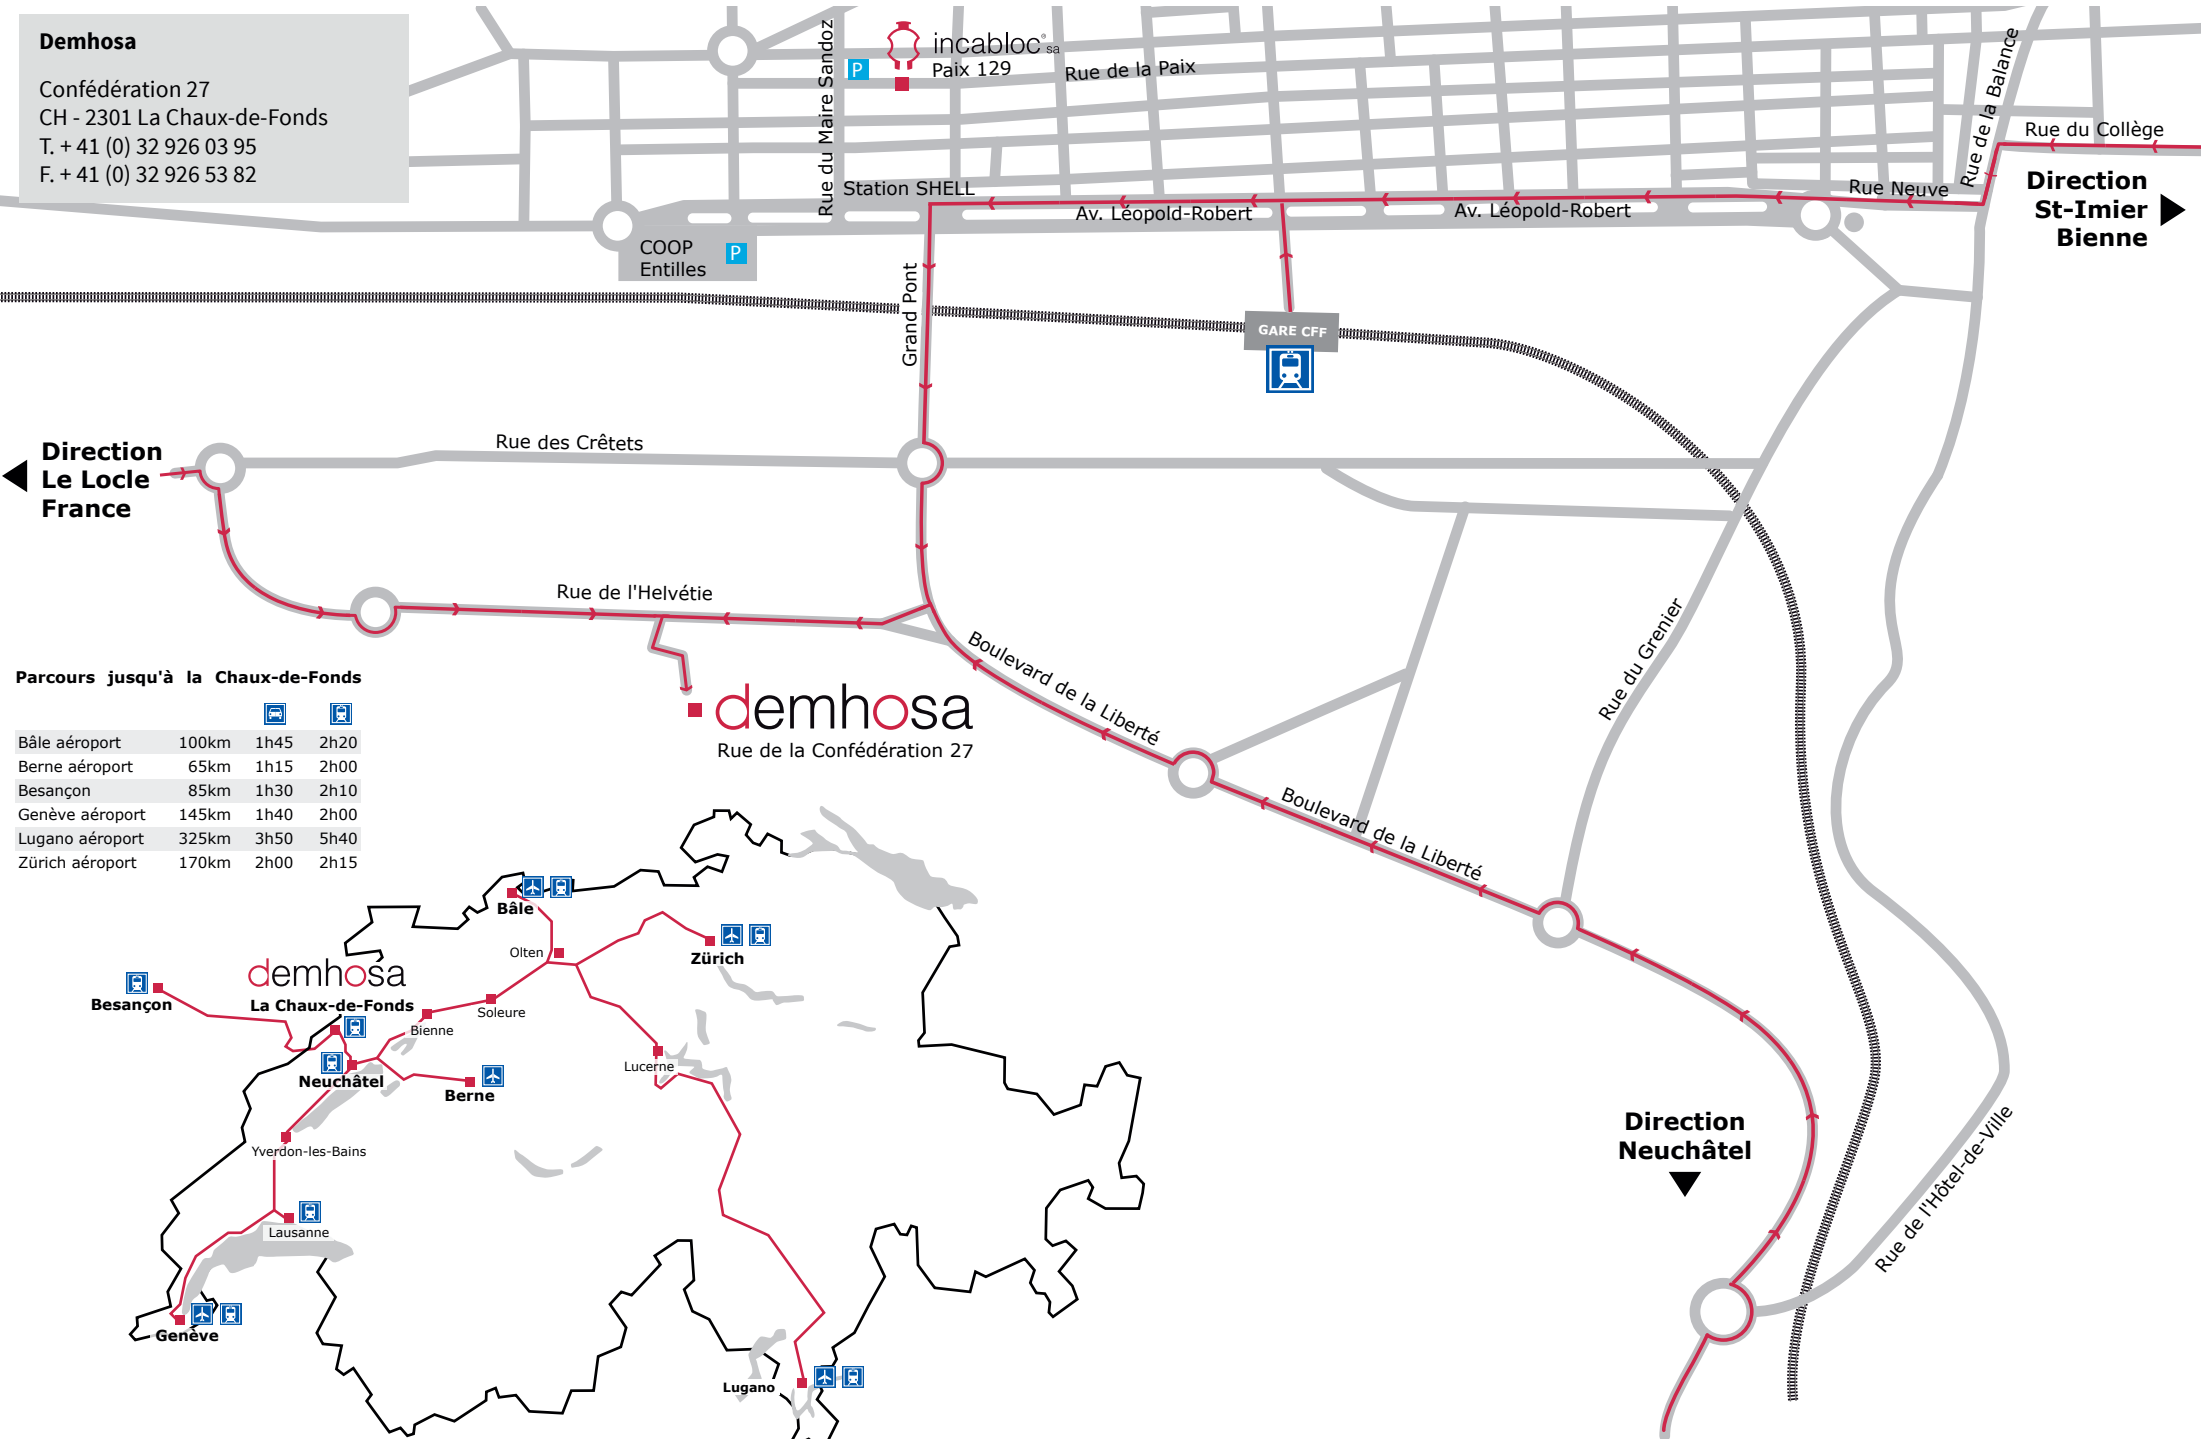 Demhosa
Confédération 27
CH - 2301 La Chaux-de-Fonds
T. + 41 (0) 32 926 03 95
F. + 41 (0) 32 926 53 82
Rue du Maire Sandoz
P
incabloc® sa
Paix 129
Rue de la Paix
Rue de la Balance
Rue du Collège
Direction
St-Imier
Bienne
Station SHELL
Av. Léopold-Robert
Av. Léopold-Robert
Rue Neuve
COOP
Entilles
P
Grand Pont
GARE CFF
Direction
Le Locle
France
Rue des Crêtets
Rue de l'Helvétie
Boulevard de la Liberté
Rue du Grenier
demhosa
Rue de la Confédération 27
Boulevard de la Liberté
Direction
Neuchâtel
Rue de l'Hôtel-de-Ville
Parcours jusqu'à la Chaux-de-Fonds
Bâle aéroport 100km 1h45 2h20
Berne aéroport 65km 1h15 2h00
Besançon 85km 1h30 2h10
Genève aéroport 145km 1h40 2h00
Lugano aéroport 325km 3h50 5h40
Zürich aéroport 170km 2h00 2h15
Bâle
Olten
Zürich
demhosa
La Chaux-de-Fonds
Besançon
Soleure
Bienne
Lucerne
Neuchâtel
Berne
Yverdon-les-Bains
Lausanne
Genève
Lugano